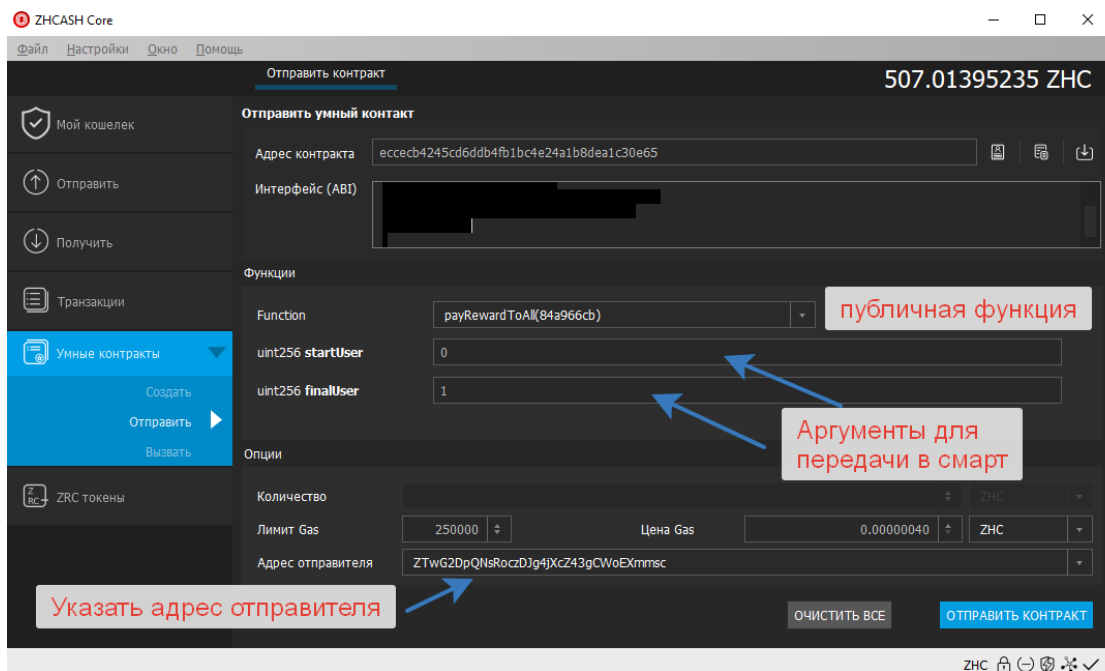 ZHCASH Core
Файл Настройки Окно Помощь
Отправить контракт
507.01395235 ZHC
Мой кошелек
Отправить
Получить
Транзакции
Умные контракты
Создать
Отправить
Вызвать
ZRC токены
Отправить умный контакт
Адрес контракта eccecb4245cd6ddb4fb1bc4e24a1b8dea1c30e65
Интерфейс (ABI)
Функции
Function payRewardToAll(84a966cb)
публичная функция
uint256 startUser 0
uint256 finalUser 1
Аргументы для
передачи в смарт
Опции
Количество ZHC
Лимит Gas 250000 Цена Gas 0.00000040 ZHC
Адрес отправителя ZTwG2DpQNsRoczDJg4jXcZ43gCWoEXmmsc
Указать адрес отправителя
ОЧИСТИТЬ ВСЕ ОТПРАВИТЬ КОНТРАКТ
ZHC